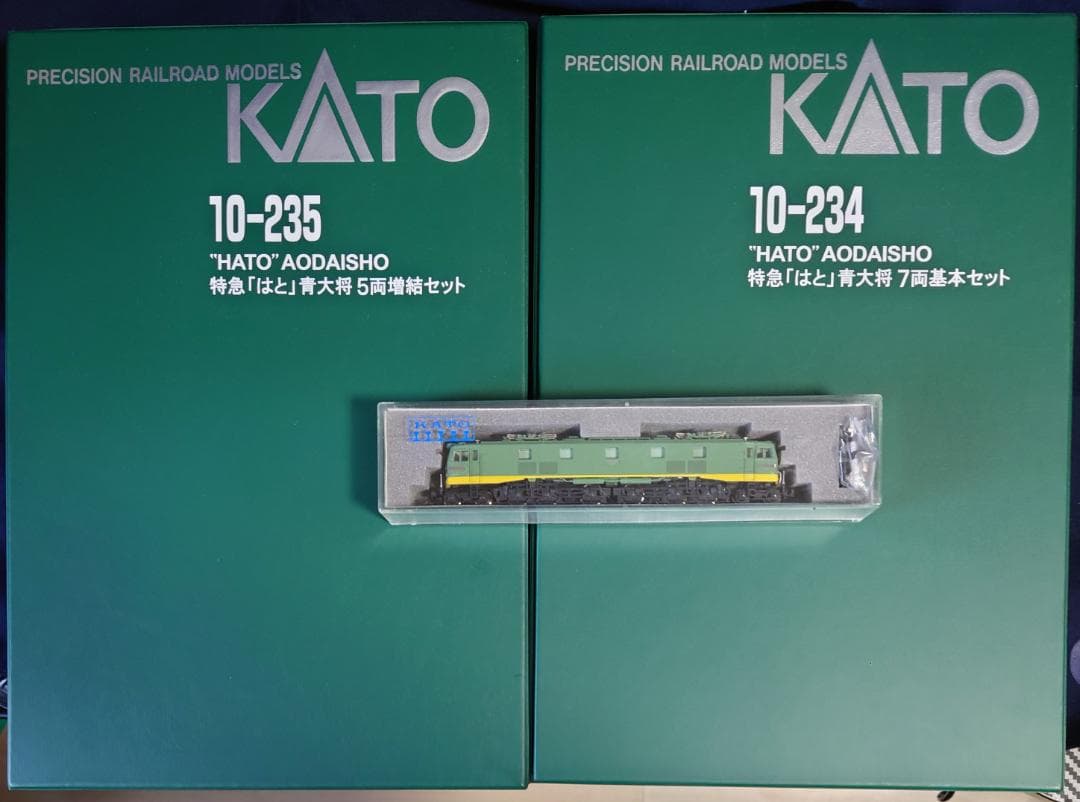 PRECISION RAILROAD MODELS
KATO
10-235
"HATO" AODAISHO
特急「はと」青大将 5両増結セット
PRECISION RAILROAD MODELS
KATO
10-234
"HATO" AODAISHO
特急「はと」青大将 7両基本セット
KATO